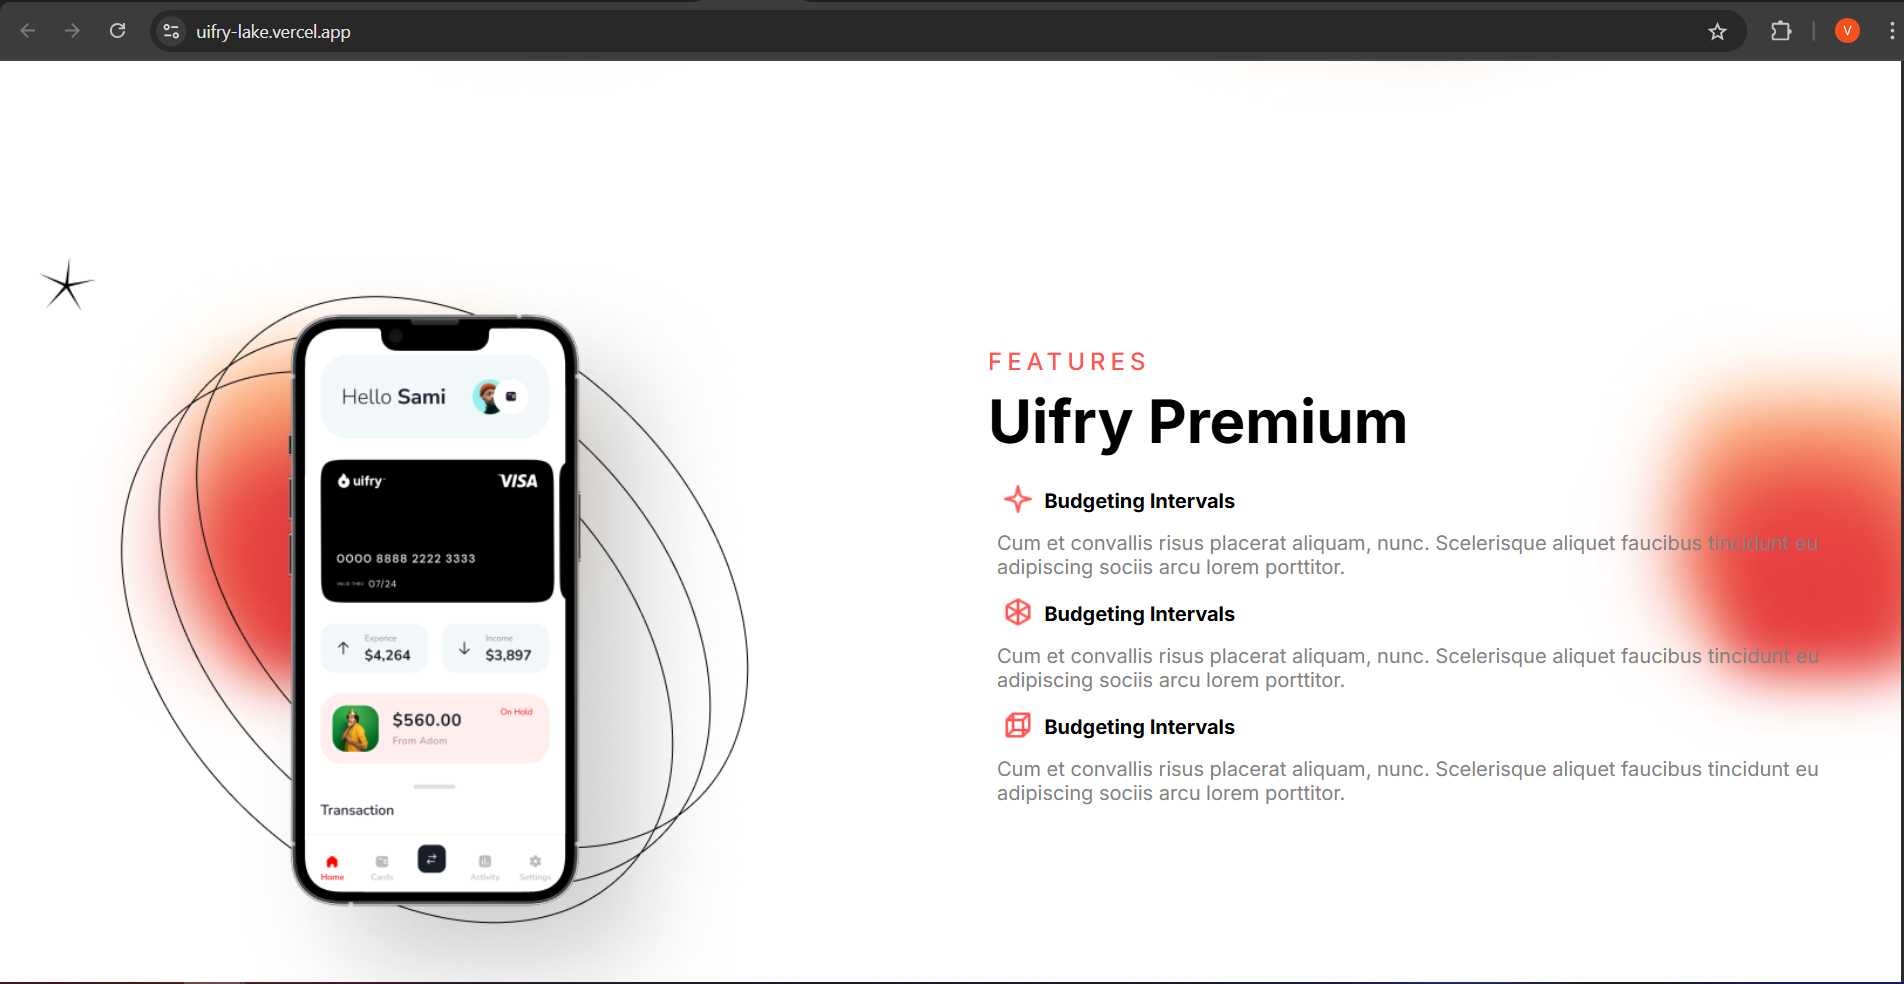 uifry-lake.vercel.app
V
Hello Sami
uifry™
VISA
0000 8888 2222 3333
VALID THRU 07/24
Expence
$4,264
Income
$3,897
$560.00
On Hold
From Adom
Transaction
Home
Cards
Activity
Settings
FEATURES
Uifry Premium
Budgeting Intervals
Cum et convallis risus placerat aliquam, nunc. Scelerisque aliquet faucibus tincidunt eu
adipiscing sociis arcu lorem porttitor.
Budgeting Intervals
Cum et convallis risus placerat aliquam, nunc. Scelerisque aliquet faucibus tincidunt eu
adipiscing sociis arcu lorem porttitor.
Budgeting Intervals
Cum et convallis risus placerat aliquam, nunc. Scelerisque aliquet faucibus tincidunt eu
adipiscing sociis arcu lorem porttitor.